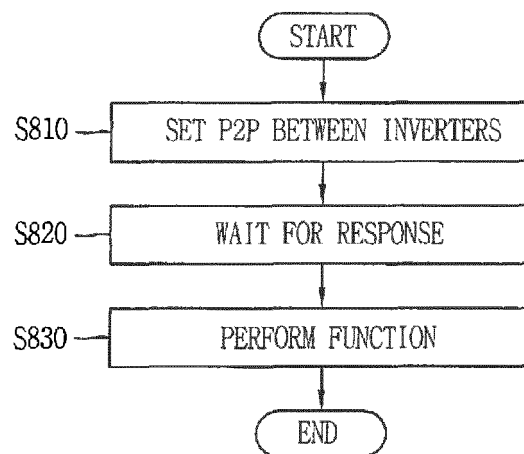 START
S810 SET P2P BETWEEN INVERTERS
S820 WAIT FOR RESPONSE
S830 PERFORM FUNCTION
END